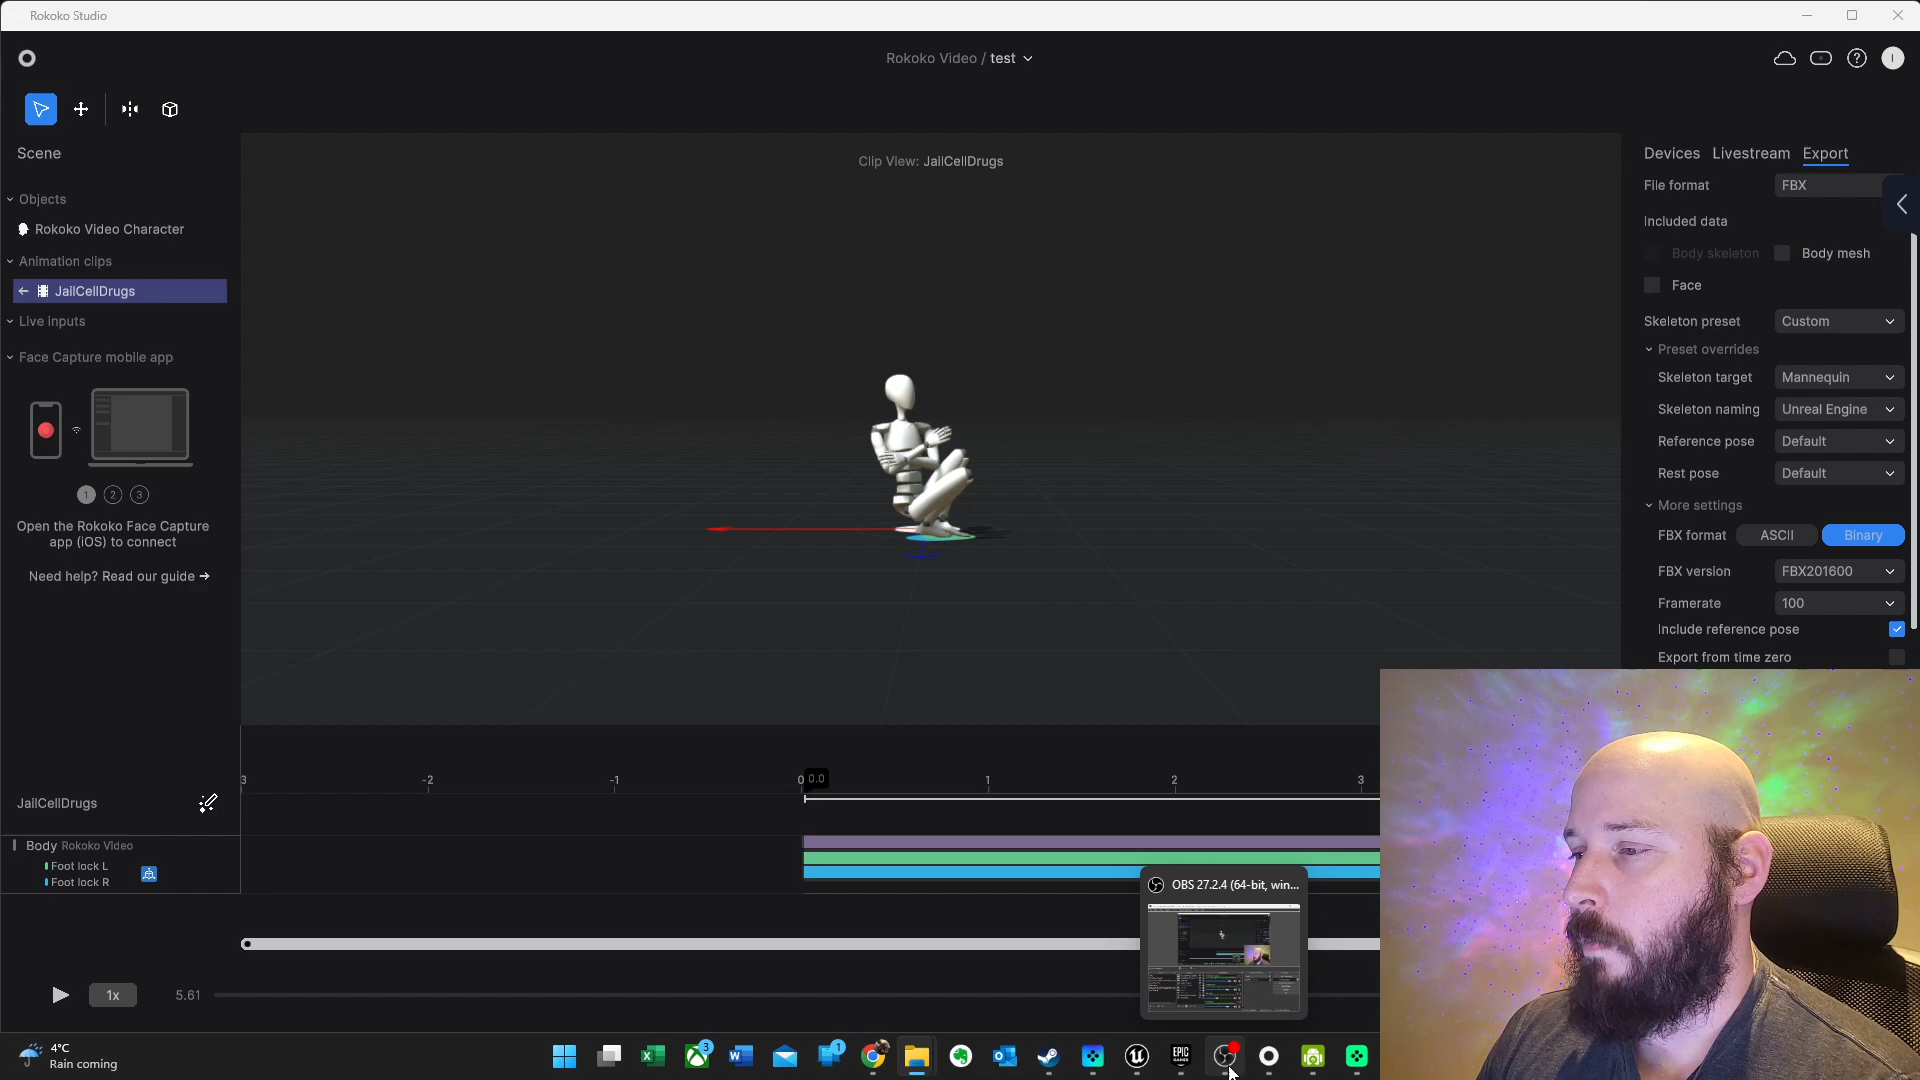 Rokoko Studio
Rokoko Video / test
I
Scene
Objects
Rokoko Video Character
Animation clips
JailCellDrugs
Live inputs
Face Capture mobile app
1 2 3
Open the Rokoko Face Capture
app (iOS) to connect
Need help? Read our guide →
Clip View: JailCellDrugs
Devices Livestream Export
File format FBX
Included data
Body skeleton Body mesh
Face
Skeleton preset Custom
Preset overrides
Skeleton target Mannequin
Skeleton naming Unreal Engine
Reference pose Default
Rest pose Default
More settings
FBX format ASCII Binary
FBX version FBX201600
Framerate 100
Include reference pose
Export from time zero
3 -2 -1 0 0.0 1 2 3
JailCellDrugs
Body Rokoko Video
Foot lock L
Foot lock R
OBS 27.2.4 (64-bit, win...
1x 5.61
4°C
Rain coming
3
1
EPIC
GAMES